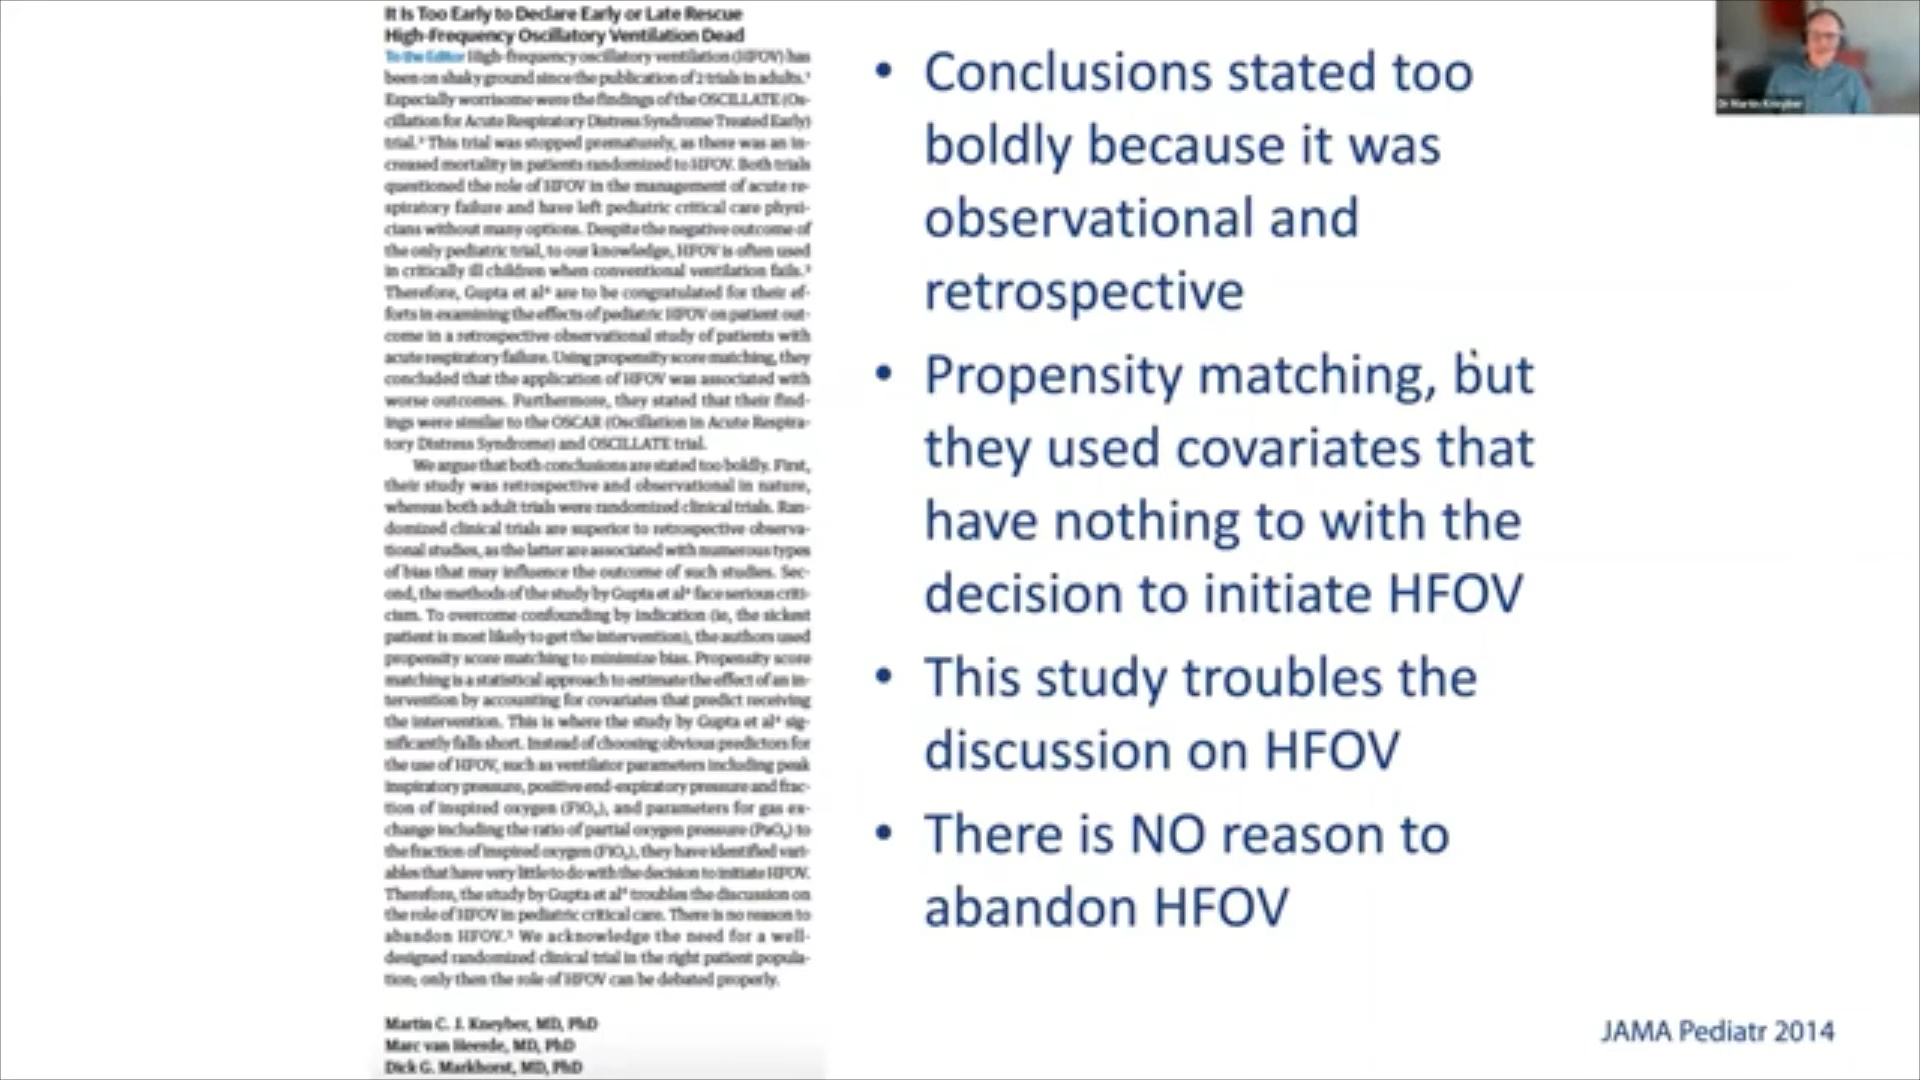 It Is Too Early to Declare Early or Late Rescue
High-Frequency Oscillatory Ventilation Dead
To the Editor High-frequency oscillatory ventilation (HFOV) has
been on shaky ground since the publication of 2 trials in adults.¹
Especially worrisome were the findings of the OSCILLATE (Os-
cillation for Acute Respiratory Distress Syndrome Treated Early)
trial.² This trial was stopped prematurely, as there was an in-
creased mortality in patients randomized to HFOV. Both trials
questioned the role of HFOV in the management of acute re-
spiratory failure and have left pediatric critical care physi-
cians without many options. Despite the negative outcome of
the only pediatric trial, to our knowledge, HFOV is often used
in critically ill children when conventional ventilation fails.³
Therefore, Gupta et al⁴ are to be congratulated for their ef-
forts in examining the effects of pediatric HFOV on patient out-
come in a retrospective observational study of patients with
acute respiratory failure. Using propensity score matching, they
concluded that the application of HFOV was associated with
worse outcomes. Furthermore, they stated that their find-
ings were similar to the OSCAR (Oscillation in Acute Respira-
tory Distress Syndrome) and OSCILLATE trial.
We argue that both conclusions are stated too boldly. First,
their study was retrospective and observational in nature,
whereas both adult trials were randomized clinical trials. Ran-
domized clinical trials are superior to retrospective observa-
tional studies, as the latter are associated with numerous types
of bias that may influence the outcome of such studies. Sec-
ond, the methods of the study by Gupta et al⁴ face serious criti-
cism. To overcome confounding by indication (ie, the sickest
patient is most likely to get the intervention), the authors used
propensity score matching to minimize bias. Propensity score
matching is a statistical approach to estimate the effect of an in-
tervention by accounting for covariates that predict receiving
the intervention. This is where the study by Gupta et al⁴ sig-
nificantly falls short. Instead of choosing obvious predictors for
the use of HFOV, such as ventilator parameters including peak
inspiratory pressure, positive end-expiratory pressure and frac-
tion of inspired oxygen (FIO₂), and parameters for gas ex-
change including the ratio of partial oxygen pressure (PaO₂) to
the fraction of inspired oxygen (FIO₂), they have identified vari-
ables that have very little to do with the decision to initiate HFOV.
Therefore, the study by Gupta et al⁴ troubles the discussion on
the role of HFOV in pediatric critical care. There is no reason to
abandon HFOV.⁵ We acknowledge the need for a well-
designed randomized clinical trial in the right patient popula-
tion; only then the role of HFOV can be debated properly.
Martin C. J. Kneyber, MD, PhD
Marc van Heerde, MD, PhD
Dick G. Markhorst, MD, PhD
• Conclusions stated too
boldly because it was
observational and
retrospective
• Propensity matching, but
they used covariates that
have nothing to with the
decision to initiate HFOV
• This study troubles the
discussion on HFOV
• There is NO reason to
abandon HFOV
JAMA Pediatr 2014
Dr Martin Kneyber